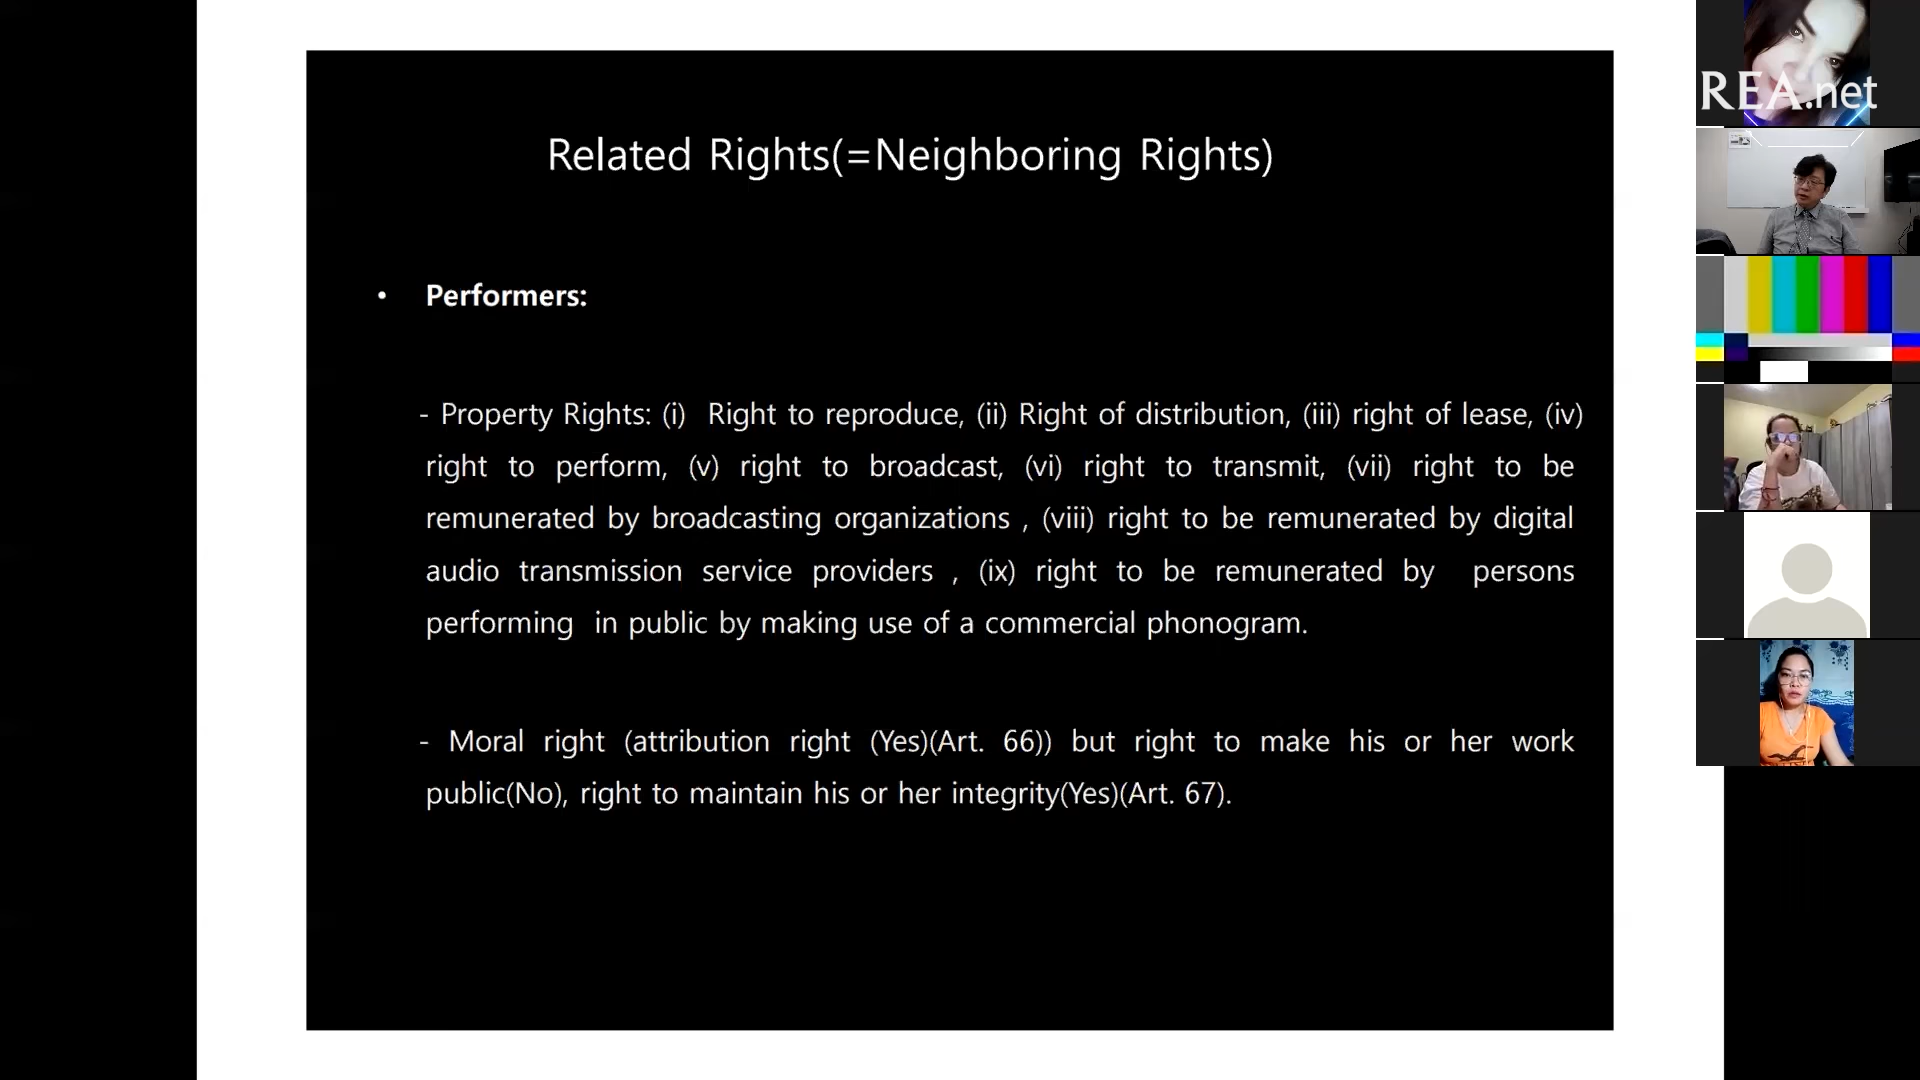 Related Rights(=Neighboring Rights)
• Performers:
- Property Rights: (i) Right to reproduce, (ii) Right of distribution, (iii) right of lease, (iv)
right to perform, (v) right to broadcast, (vi) right to transmit, (vii) right to be
remunerated by broadcasting organizations , (viii) right to be remunerated by digital
audio transmission service providers , (ix) right to be remunerated by persons
performing in public by making use of a commercial phonogram.
- Moral right (attribution right (Yes)(Art. 66)) but right to make his or her work
public(No), right to maintain his or her integrity(Yes)(Art. 67).
REA.net